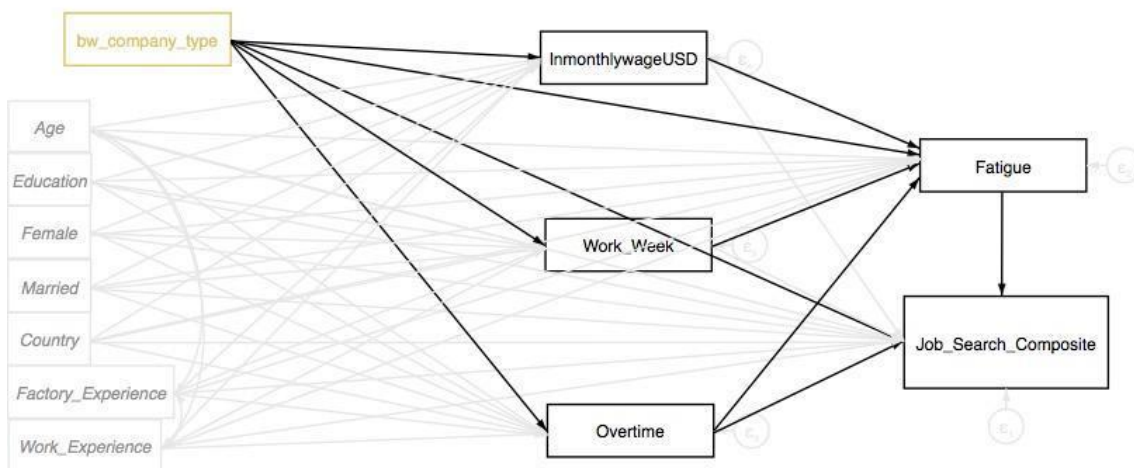 bw_company_type
lnmonthlywageUSD
ε
Age
Education
Female
Married
Country
Factory_Experience
Work_Experience
Fatigue
ε
Work_Week
ε
Job_Search_Composite
Overtime
ε
ε